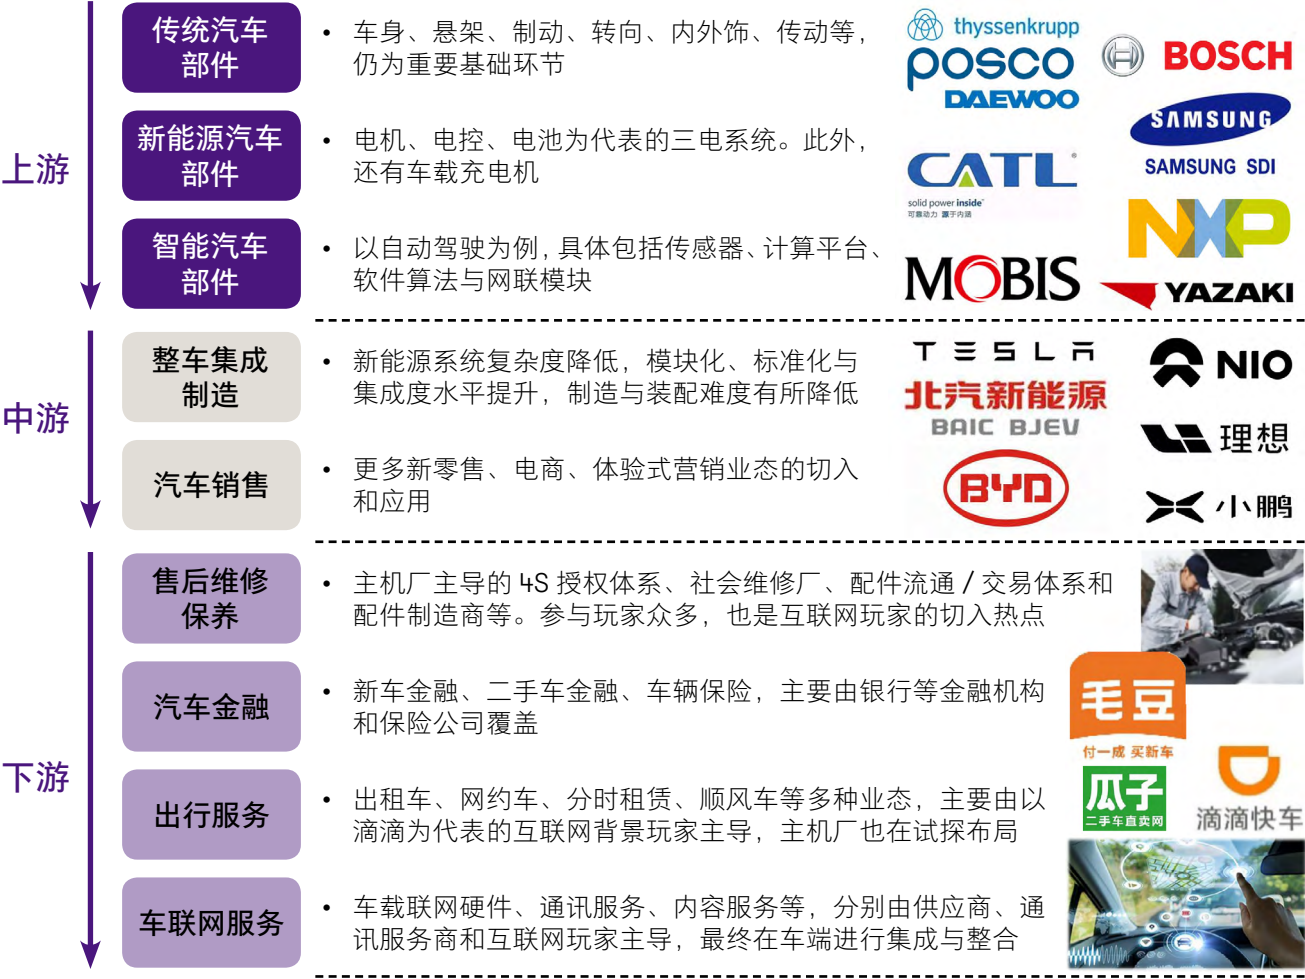 上游
传统汽车
部件
• 车身、悬架、制动、转向、内外饰、传动等，
仍为重要基础环节
新能源汽车
部件
• 电机、电控、电池为代表的三电系统。此外，
还有车载充电机
智能汽车
部件
• 以自动驾驶为例，具体包括传感器、计算平台、
软件算法与网联模块
thyssenkrupp
posco
DAEWOO
BOSCH
SAMSUNG
SAMSUNG SDI
CATL
solid power inside
可靠动力 源于内涵
NXP
MOBIS
YAZAKI
中游
整车集成
制造
• 新能源系统复杂度降低，模块化、标准化与
集成度水平提升，制造与装配难度有所降低
汽车销售
• 更多新零售、电商、体验式营销业态的切入
和应用
TESLA
NIO
北汽新能源
BAIC BJEV
理想
BYD
小鹏
下游
售后维修
保养
• 主机厂主导的 4S 授权体系、社会维修厂、配件流通 / 交易体系和
配件制造商等。参与玩家众多，也是互联网玩家的切入热点
汽车金融
• 新车金融、二手车金融、车辆保险，主要由银行等金融机构
和保险公司覆盖
出行服务
• 出租车、网约车、分时租赁、顺风车等多种业态，主要由以
滴滴为代表的互联网背景玩家主导，主机厂也在试探布局
车联网服务
• 车载联网硬件、通讯服务、内容服务等，分别由供应商、通
讯服务商和互联网玩家主导，最终在车端进行集成与整合
毛豆
付一成 买新车
瓜子
二手车直卖网
滴滴快车